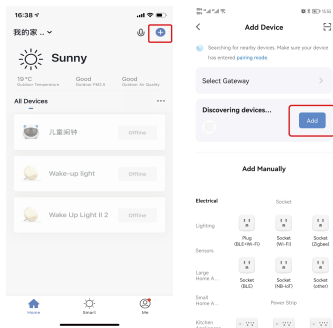 16:38
我的家 ..
Sunny
19 °C
Outdoor Temperature
Good
Outdoor PM2.5
Good
Outdoor Air Quality
All Devices
儿童闹钟
Offline
Wake-up light
Offline
Wake Up Light II 2
Offline
Home
Smart
Me
Add Device
Searching for nearby devices. Make sure your device
has entered pairing mode.
Select Gateway
Discovering devices...
Add
Add Manually
Electrical
Socket
Lighting
Plug
(BLE+Wi-Fi)
Socket
(Wi-Fi)
Socket
(Zigbee)
Sensors
Large
Home A...
Socket
(BLE)
Socket
(NB-IoT)
Socket
(other)
Small
Home A...
Power Strip
Kitchen